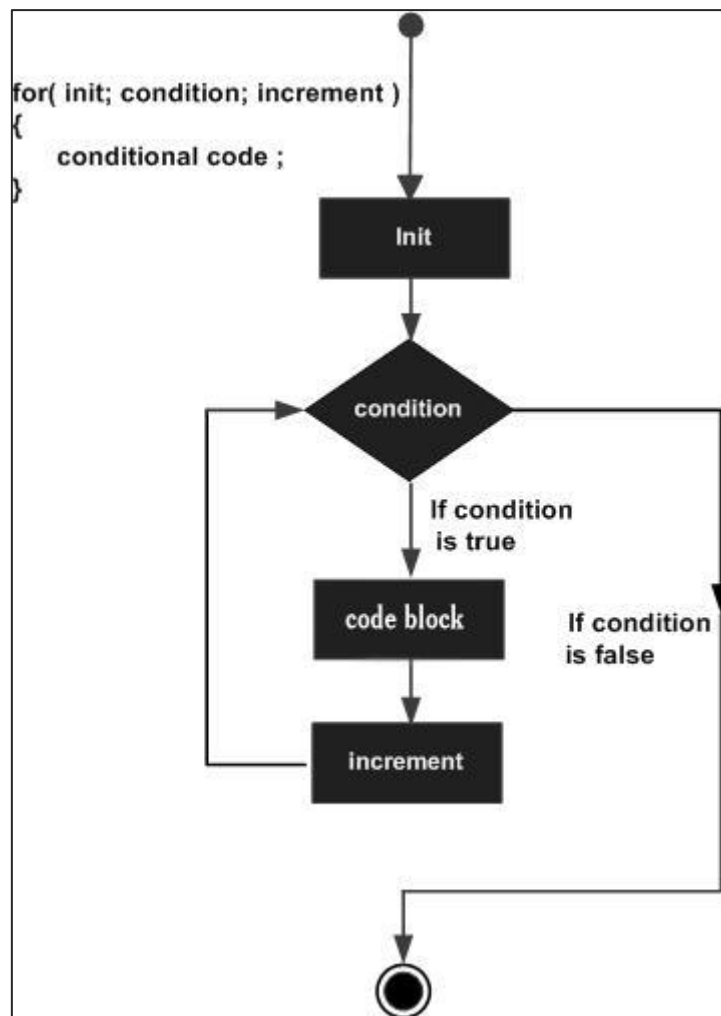 for( init; condition; increment )
{
conditional code ;
}
Init
condition
If condition
is true
code block
If condition
is false
increment